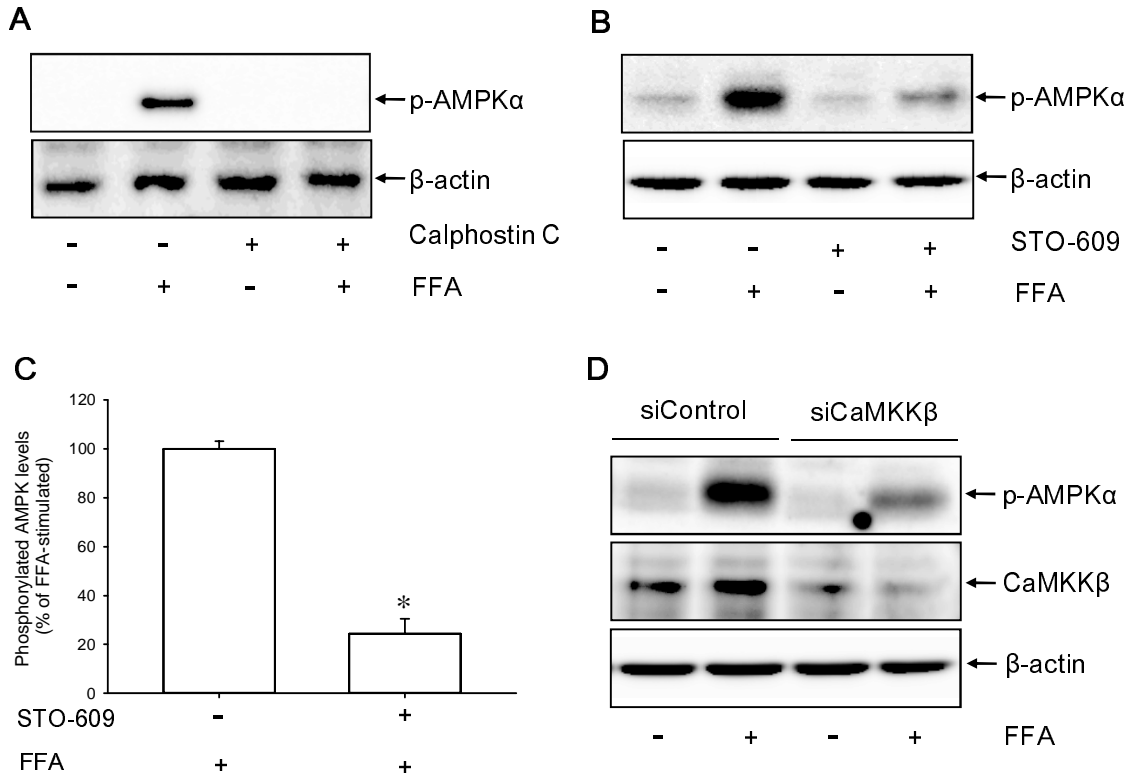 A
p-AMPKα
β-actin
- - + + Calphostin C
- + - + FFA
B
p-AMPKα
β-actin
- - + + STO-609
- + - + FFA
C
Phosphorylated AMPK levels
(% of FFA-stimulated)
120
100
80
60
40
20
0
*
STO-609 - +
FFA + +
D
siControl siCaMKKβ
p-AMPKα
CaMKKβ
β-actin
- + - + FFA